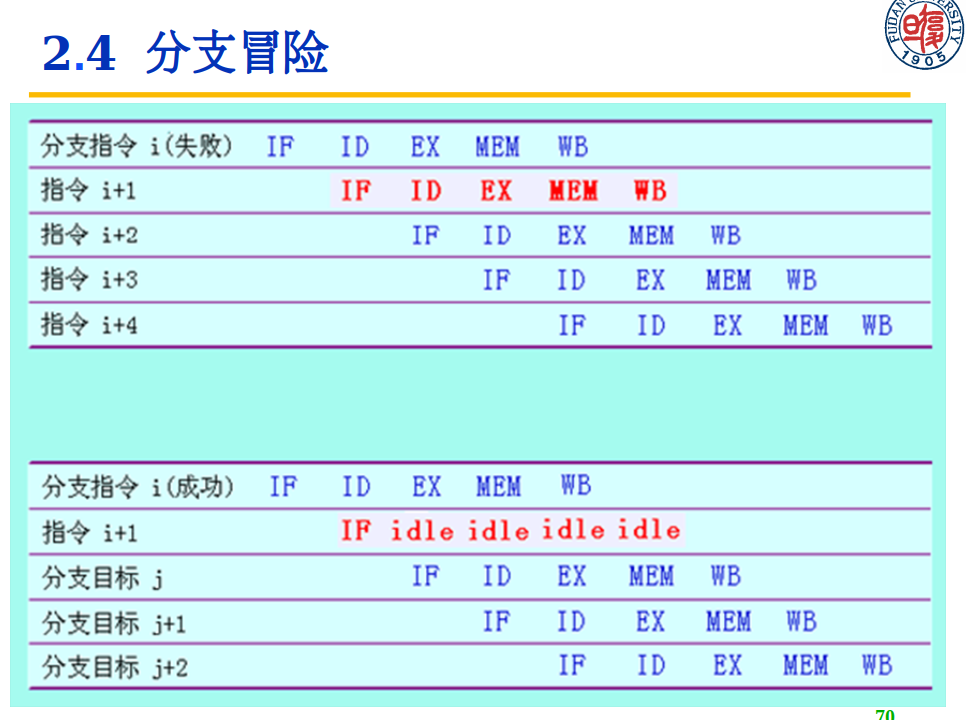 2.4 分支冒险
FUDAN UNIVERSITY
1905
分支指令 i(失败) IF ID EX MEM WB
指令 i+1 IF ID EX MEM WB
指令 i+2 IF ID EX MEM WB
指令 i+3 IF ID EX MEM WB
指令 i+4 IF ID EX MEM WB
分支指令 i(成功) IF ID EX MEM WB
指令 i+1 IF idle idle idle idle
分支目标 j IF ID EX MEM WB
分支目标 j+1 IF ID EX MEM WB
分支目标 j+2 IF ID EX MEM WB
70